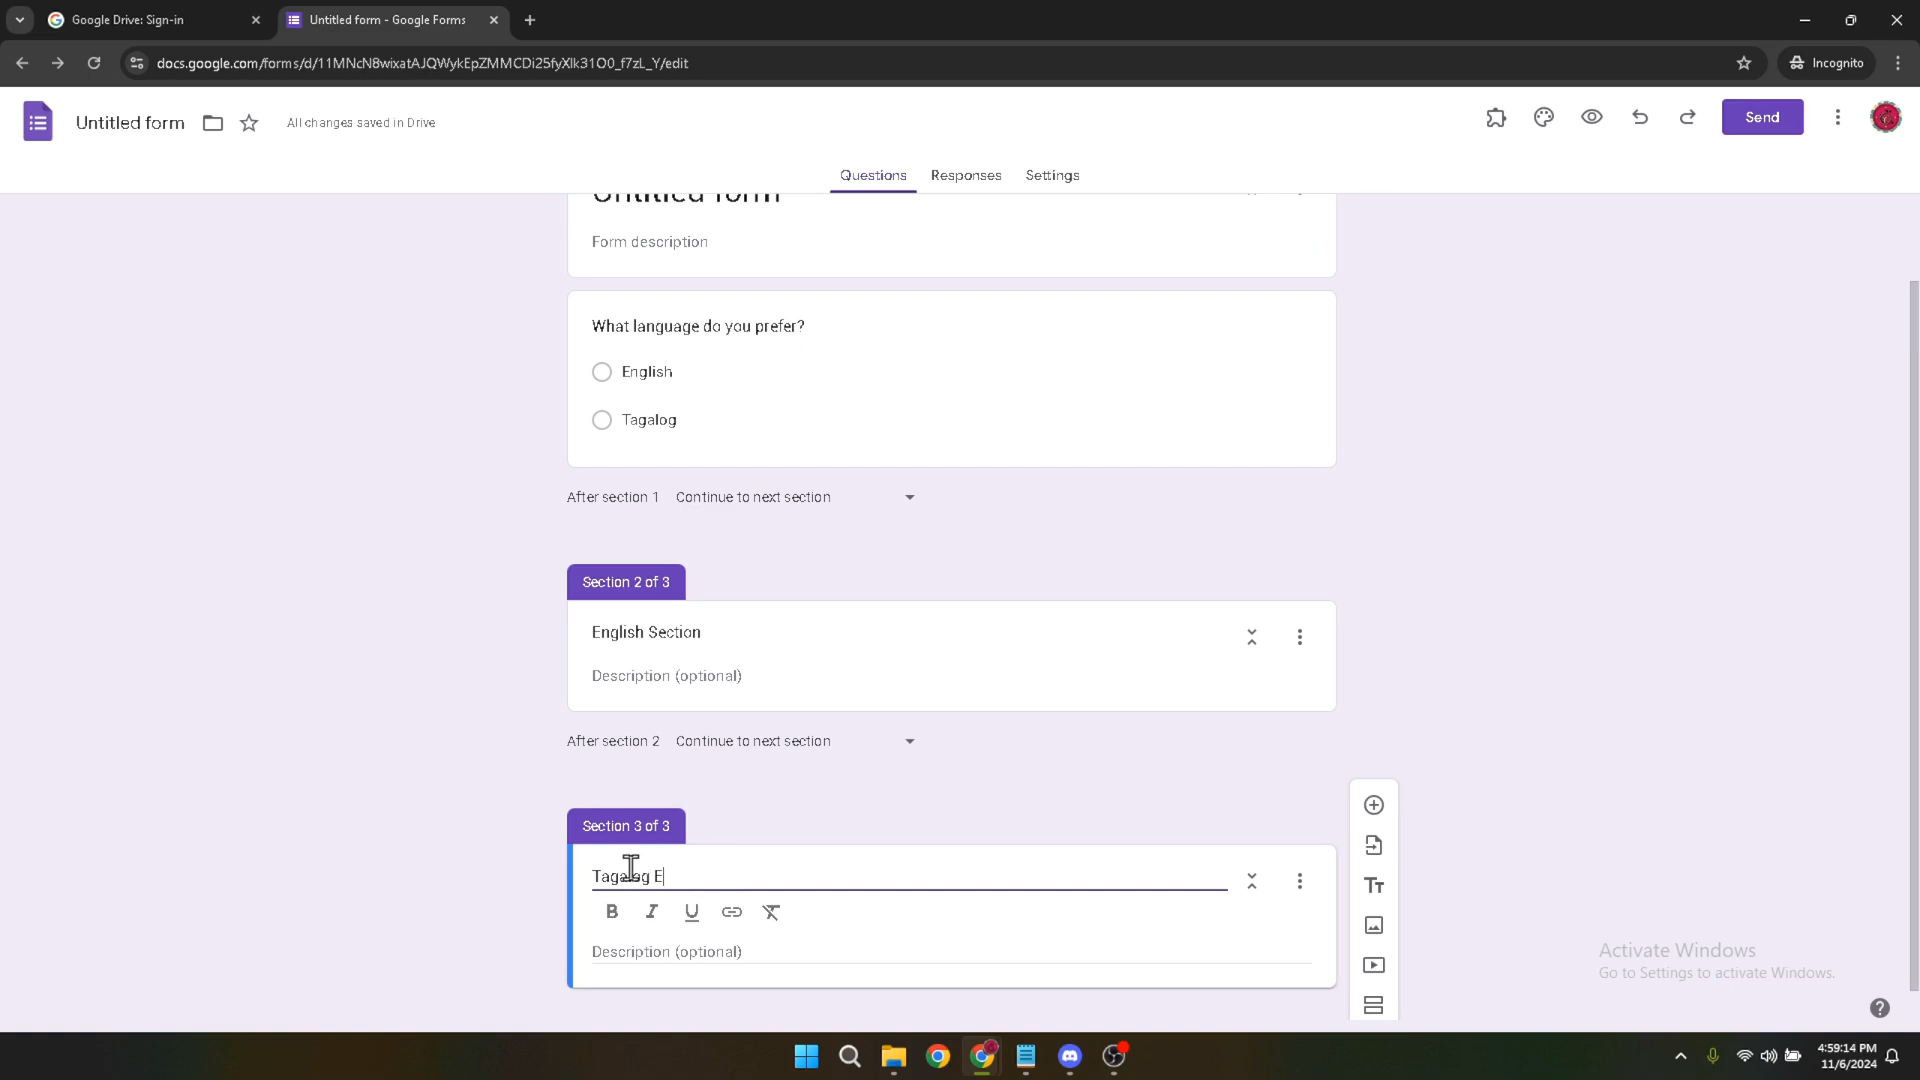 Google Drive: Sign-in
Untitled form - Google Forms
docs.google.com/forms/d/11MNcN8wixatAJQWykEpZMMCDi25fyXlk31O0_f7zL_Y/edit
Incognito
Untitled form
All changes saved in Drive
Send
Questions
Responses
Settings
Untitled form
Form description
What language do you prefer?
English
Tagalog
After section 1 Continue to next section
Section 2 of 3
English Section
Description (optional)
After section 2 Continue to next section
Section 3 of 3
Tagalog E
Description (optional)
Activate Windows
Go to Settings to activate Windows.
4:59:14 PM
11/6/2024